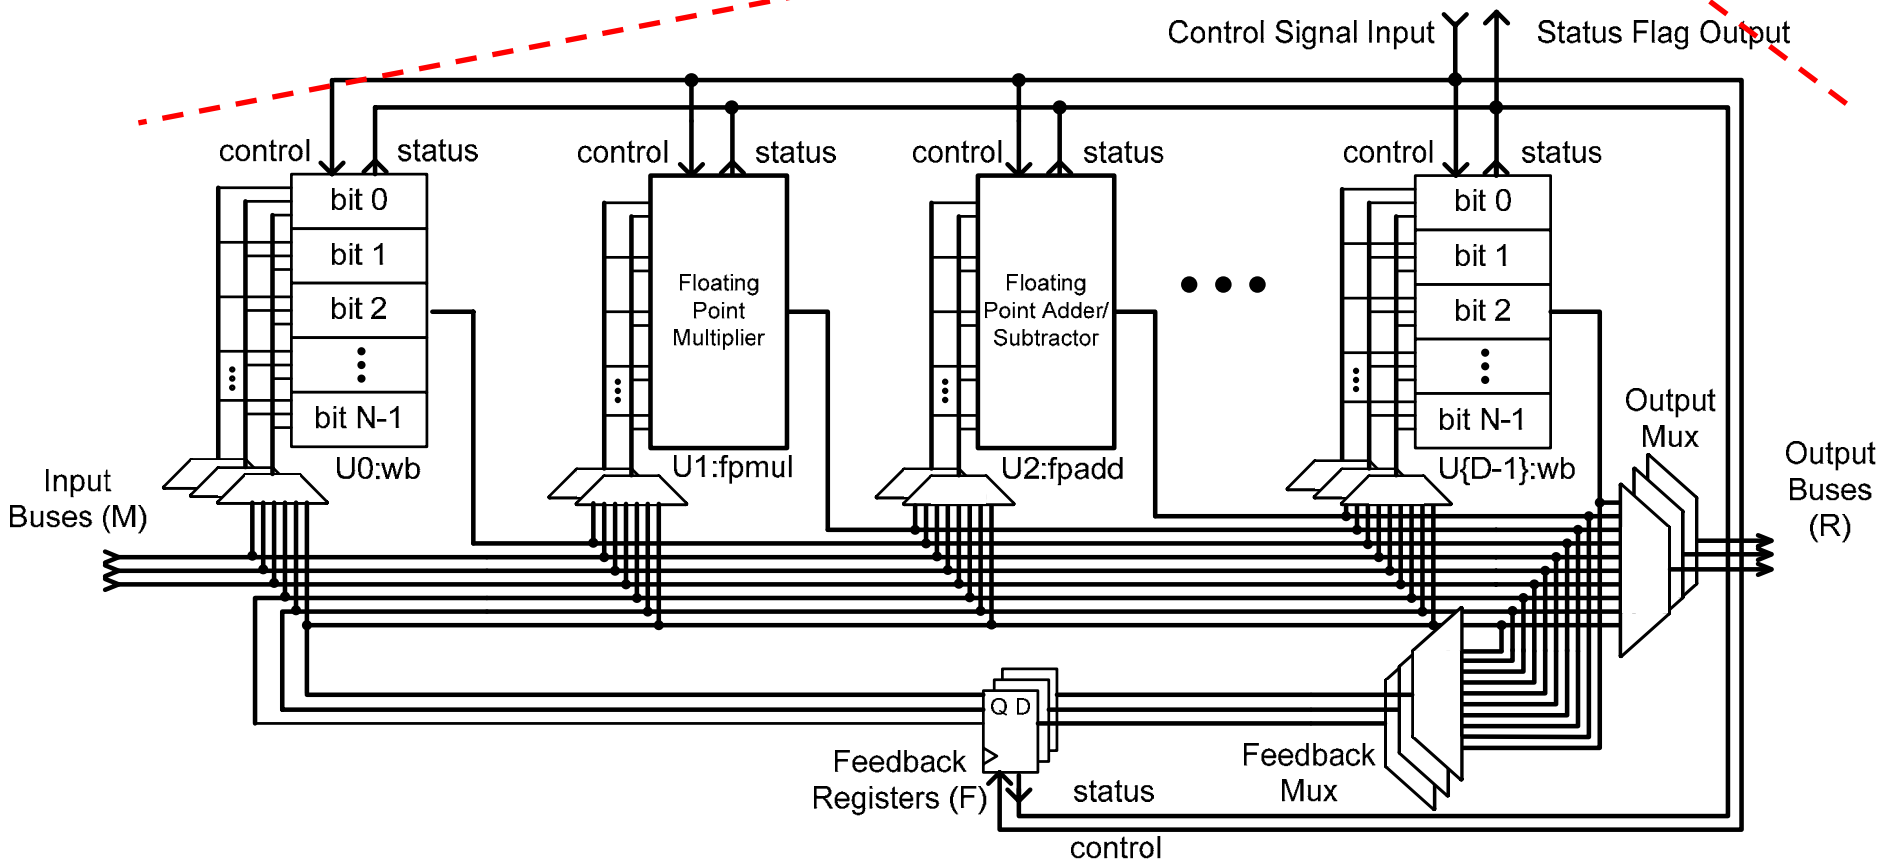 Control Signal Input
Status Flag Output
control
status
control
status
control
status
control
status
bit 0
bit 1
bit 2
bit N-1
U0:wb
Floating
Point
Multiplier
U1:fpmul
Floating
Point Adder/
Subtractor
U2:fpadd
bit 0
bit 1
bit 2
bit N-1
U{D-1}:wb
Output
Mux
Input
Buses (M)
Output
Buses
(R)
Q D
Feedback
Registers (F)
Feedback
Mux
status
control